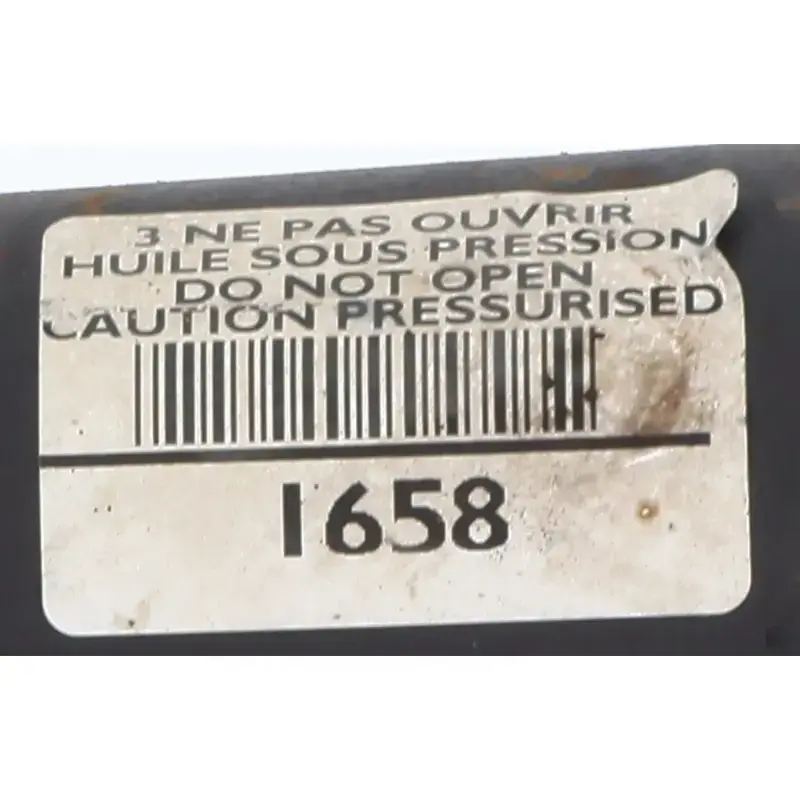 3 NE PAS OUVRIR
HUILE SOUS PRESSION
DO NOT OPEN
CAUTION PRESSURISED
1658